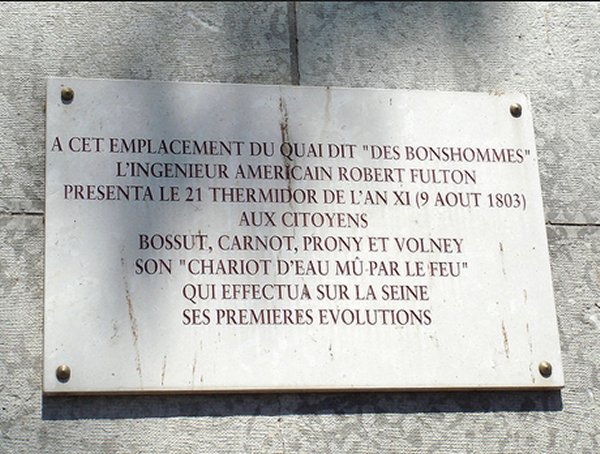 A CET EMPLACEMENT DU QUAI DIT "DES BONSHOMMES"
L'INGENIEUR AMERICAIN ROBERT FULTON
PRESENTA LE 21 THERMIDOR DE L'AN XI (9 AOUT 1803)
AUX CITOYENS
BOSSUT, CARNOT, PRONY ET VOLNEY
SON "CHARIOT D'EAU MÛ PAR LE FEU"
QUI EFFECTUA SUR LA SEINE
SES PREMIERES EVOLUTIONS